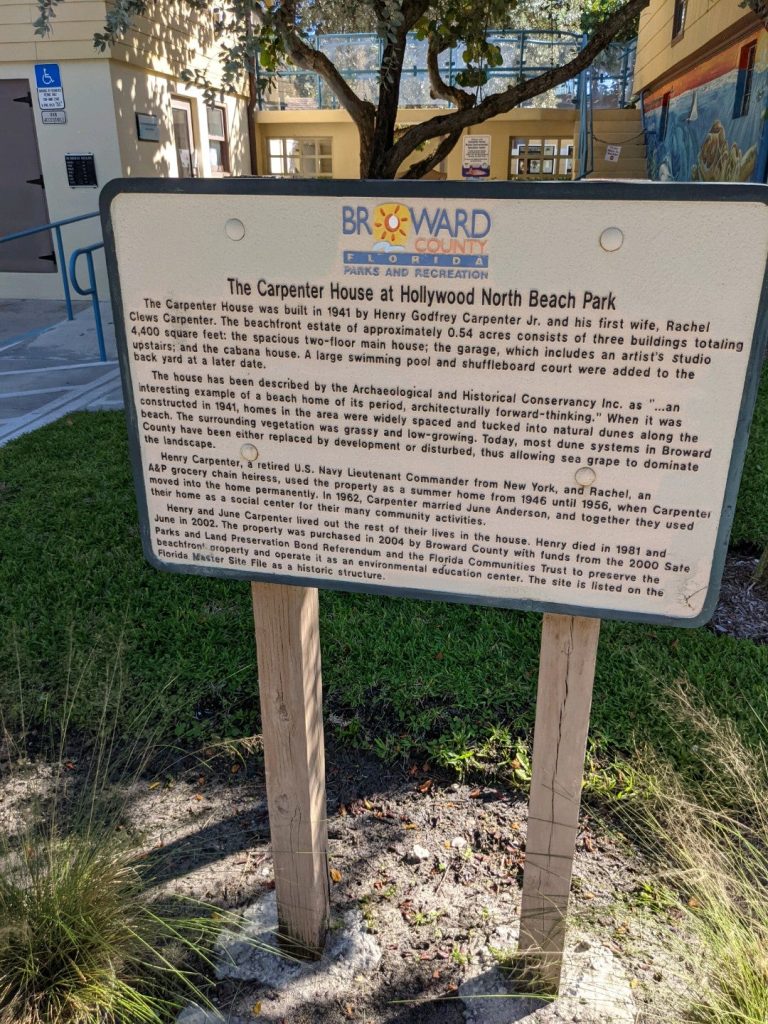 BROWARD
COUNTY
FLORIDA
PARKS AND RECREATION
The Carpenter House at Hollywood North Beach Park
The Carpenter House was built in 1941 by Henry Godfrey Carpenter Jr. and his first wife, Rachel
Clews Carpenter. The beachfront estate of approximately 0.54 acres consists of three buildings totaling
4,400 square feet: the spacious two-floor main house; the garage, which includes an artist's studio
upstairs; and the cabana house. A large swimming pool and shuffleboard court were added to the
back yard at a later date.
The house has been described by the Archaeological and Historical Conservancy Inc. as "...an
interesting example of a beach home of its period, architecturally forward-thinking." When it was
constructed in 1941, homes in the area were widely spaced and tucked into natural dunes along the
beach. The surrounding vegetation was grassy and low-growing. Today, most dune systems in Broward
County have been either replaced by development or disturbed, thus allowing sea grape to dominate
the landscape.
Henry Carpenter, a retired U.S. Navy Lieutenant Commander from New York, and Rachel, an
A&P grocery chain heiress, used the property as a summer home from 1946 until 1956, when Carpenter
moved into the home permanently. In 1962, Carpenter married June Anderson, and together they used
their home as a social center for their many community activities.
Henry and June Carpenter lived out the rest of their lives in the house. Henry died in 1981 and
June in 2002. The property was purchased in 2004 by Broward County with funds from the 2000 Safe
Parks and Land Preservation Bond Referendum and the Florida Communities Trust to preserve the
beachfront property and operate it as an environmental education center. The site is listed on the
Florida Master Site File as a historic structure.